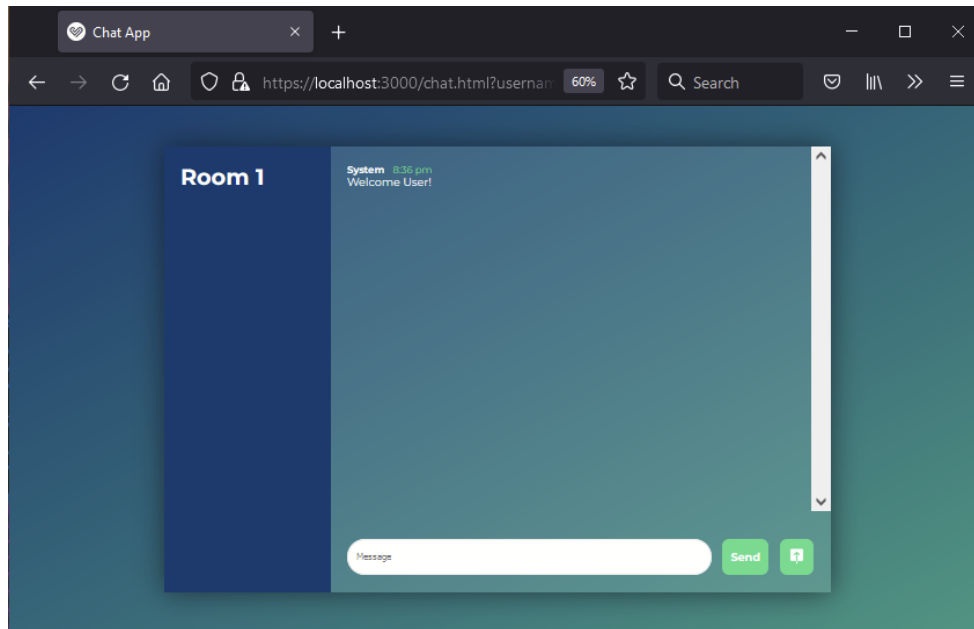 Chat App
https://localhost:3000/chat.html?usernam
60%
Search
Room 1
System 8:36 pm
Welcome User!
Message
Send